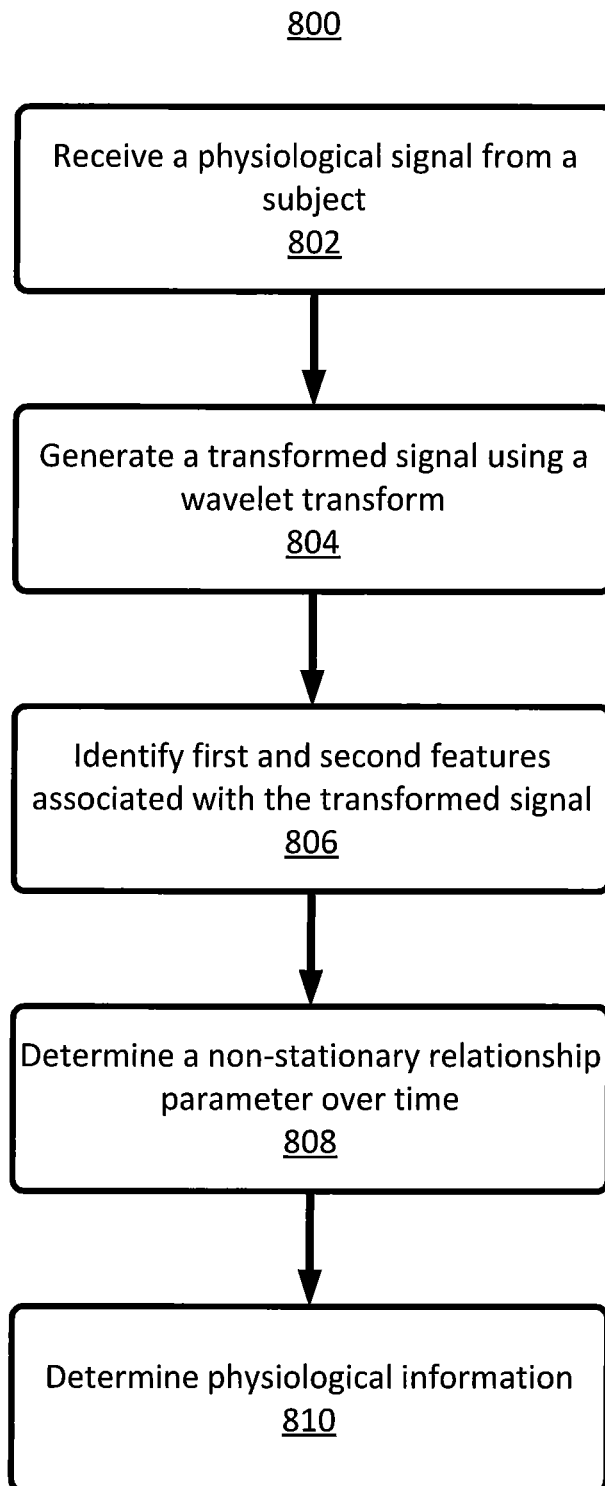 800
Receive a physiological signal from a
subject
802
Generate a transformed signal using a
wavelet transform
804
Identify first and second features
associated with the transformed signal
806
Determine a non-stationary relationship
parameter over time
808
Determine physiological information
810